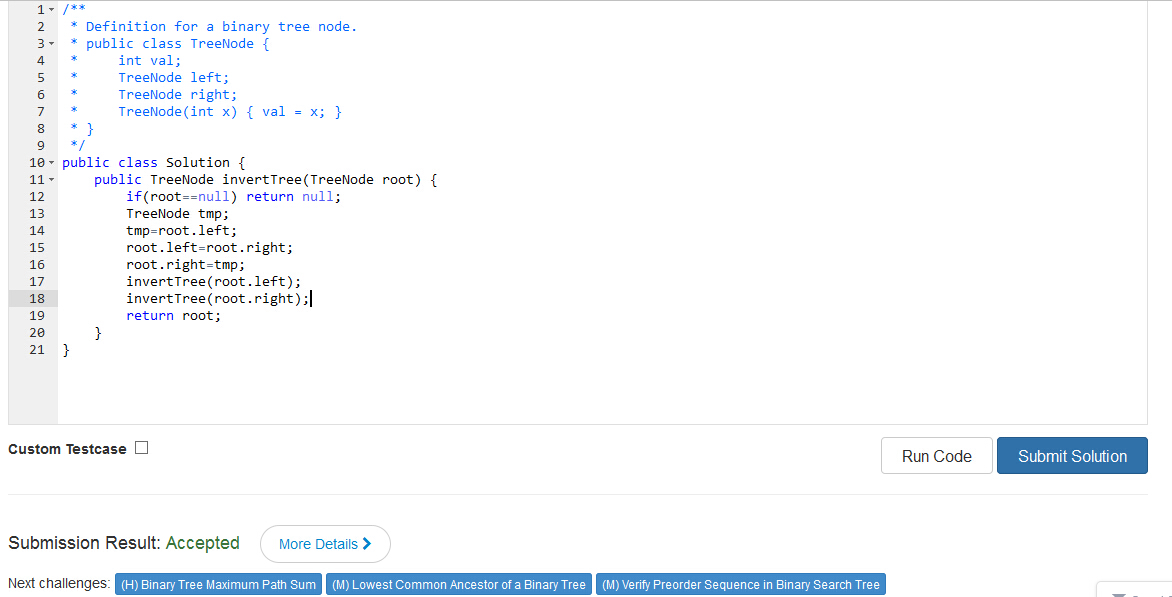 1 /**
2 * Definition for a binary tree node.
3 * public class TreeNode {
4 *     int val;
5 *     TreeNode left;
6 *     TreeNode right;
7 *     TreeNode(int x) { val = x; }
8 * }
9 */
10 public class Solution {
11     public TreeNode invertTree(TreeNode root) {
12         if(root==null) return null;
13         TreeNode tmp;
14         tmp=root.left;
15         root.left=root.right;
16         root.right=tmp;
17         invertTree(root.left);
18         invertTree(root.right);
19         return root;
20     }
21 }
Custom Testcase
Run Code Submit Solution
Submission Result: Accepted More Details
Next challenges: (H) Binary Tree Maximum Path Sum (M) Lowest Common Ancestor of a Binary Tree (M) Verify Preorder Sequence in Binary Search Tree